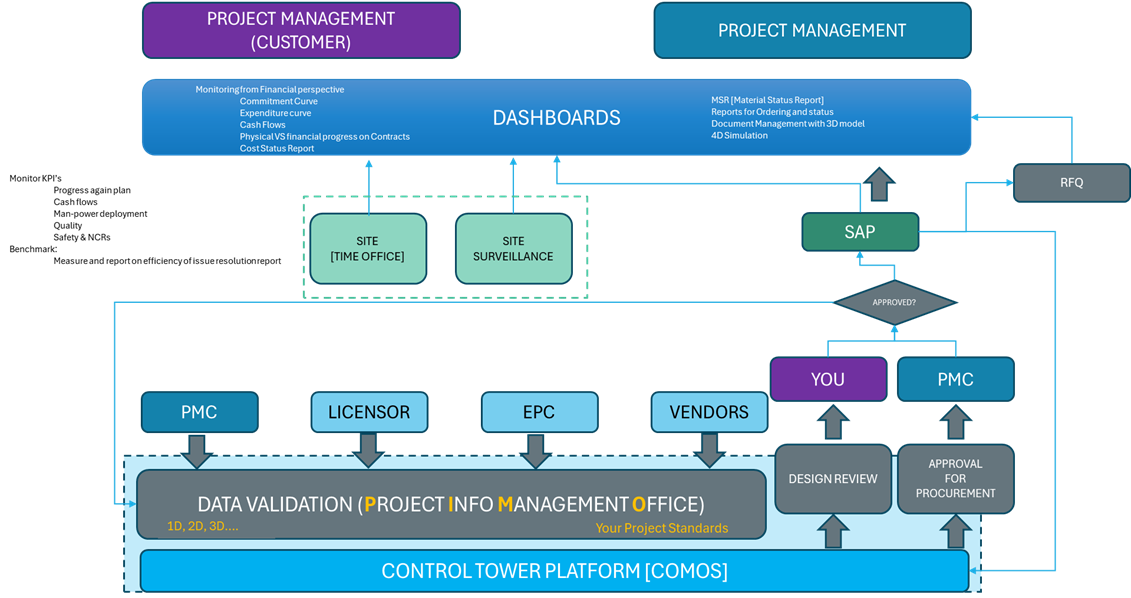 PROJECT MANAGEMENT
(CUSTOMER)
PROJECT MANAGEMENT
Monitoring from Financial perspective
Commitment Curve
Expenditure curve
Cash Flows
Physical VS financial progress on Contracts
Cost Status Report
DASHBOARDS
MSR [Material Status Report]
Reports for Ordering and status
Document Management with 3D model
4D Simulation
RFQ
Monitor KPI's
Progress again plan
Cash flows
Man-power deployment
Quality
Safety & NCRs
Benchmark:
Measure and report on efficiency of issue resolution report
SITE
[TIME OFFICE]
SITE
SURVEILLANCE
SAP
APPROVED?
YOU
PMC
PMC
LICENSOR
EPC
VENDORS
DESIGN REVIEW
APPROVAL
FOR
PROCUREMENT
DATA VALIDATION (PROJECT INFO MANAGEMENT OFFICE)
1D, 2D, 3D....
Your Project Standards
CONTROL TOWER PLATFORM [COMOS]